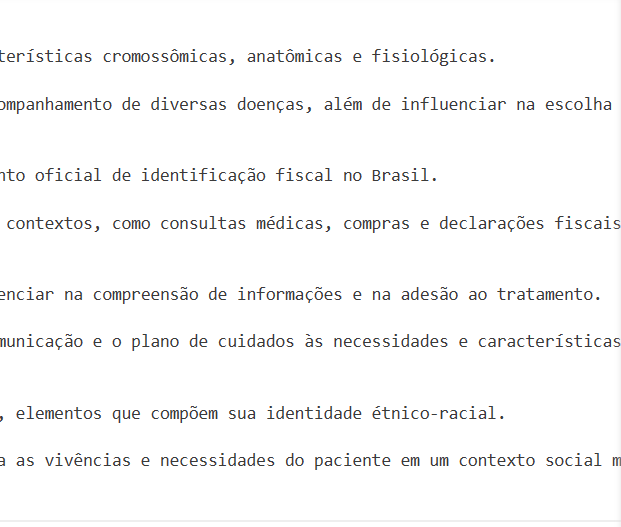 terísticas cromossômicas, anatômicas e fisiológicas.
ompanhamento de diversas doenças, além de influenciar na escolha
nto oficial de identificação fiscal no Brasil.
contextos, como consultas médicas, compras e declarações fiscais
enciar na compreensão de informações e na adesão ao tratamento.
municação e o plano de cuidados às necessidades e características
, elementos que compõem sua identidade étnico-racial.
a as vivências e necessidades do paciente em um contexto social m